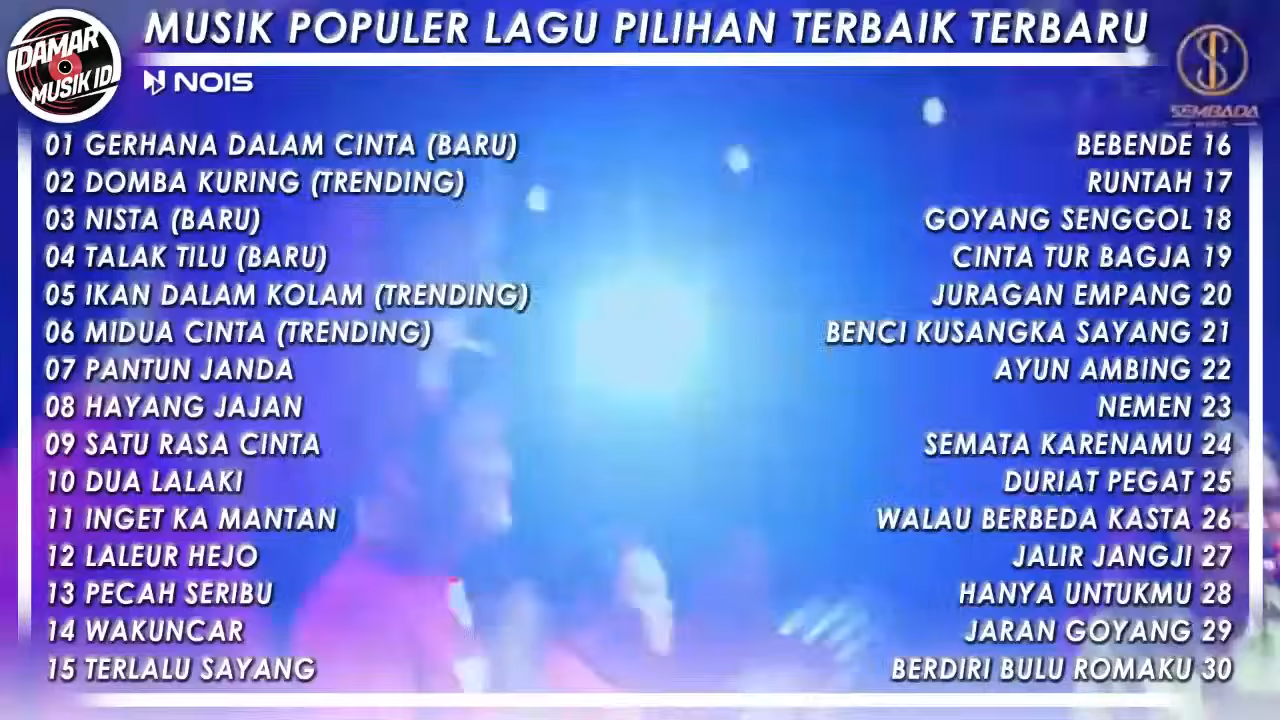 DAMAR
MUSIK ID
MUSIK POPULER LAGU PILIHAN TERBAIK TERBARU
NOIS
SEMBADA
MUSIC
01 GERHANA DALAM CINTA (BARU)
02 DOMBA KURING (TRENDING)
03 NISTA (BARU)
04 TALAK TILU (BARU)
05 IKAN DALAM KOLAM (TRENDING)
06 MIDUA CINTA (TRENDING)
07 PANTUN JANDA
08 HAYANG JAJAN
09 SATU RASA CINTA
10 DUA LALAKI
11 INGET KA MANTAN
12 LALEUR HEJO
13 PECAH SERIBU
14 WAKUNCAR
15 TERLALU SAYANG
BEBENDE 16
RUNTAH 17
GOYANG SENGGOL 18
CINTA TUR BAGJA 19
JURAGAN EMPANG 20
BENCI KUSANGKA SAYANG 21
AYUN AMBING 22
NEMEN 23
SEMATA KARENAMU 24
DURIAT PEGAT 25
WALAU BERBEDA KASTA 26
JALIR JANGJI 27
HANYA UNTUKMU 28
JARAN GOYANG 29
BERDIRI BULU ROMAKU 30